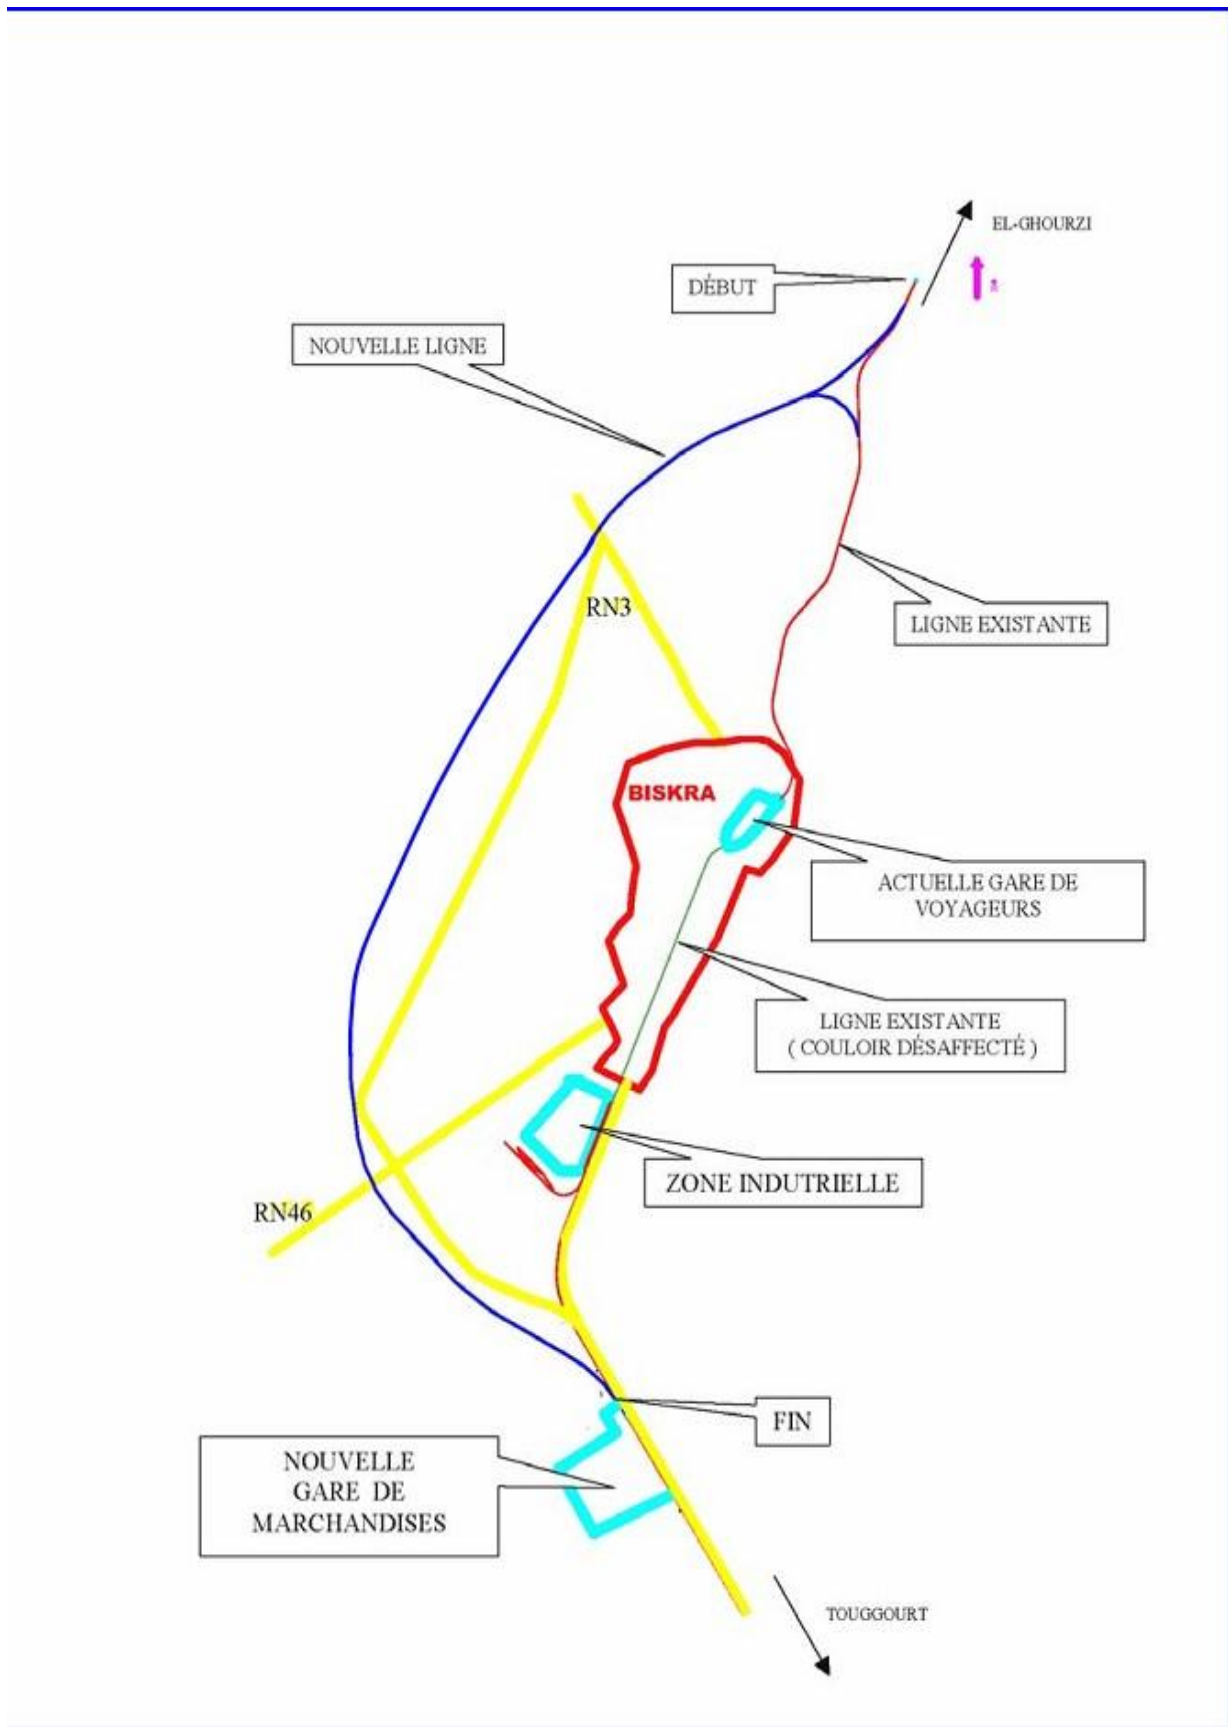 EL-GHOURZI
DÉBUT
NOUVELLE LIGNE
RN3
LIGNE EXISTANTE
BISKRA
ACTUELLE GARE DE
VOYAGEURS
LIGNE EXISTANTE
( COULOIR DÉSAFFECTÉ )
ZONE INDUTRIELLE
RN46
FIN
NOUVELLE
GARE DE
MARCHANDISES
TOUGGOURT